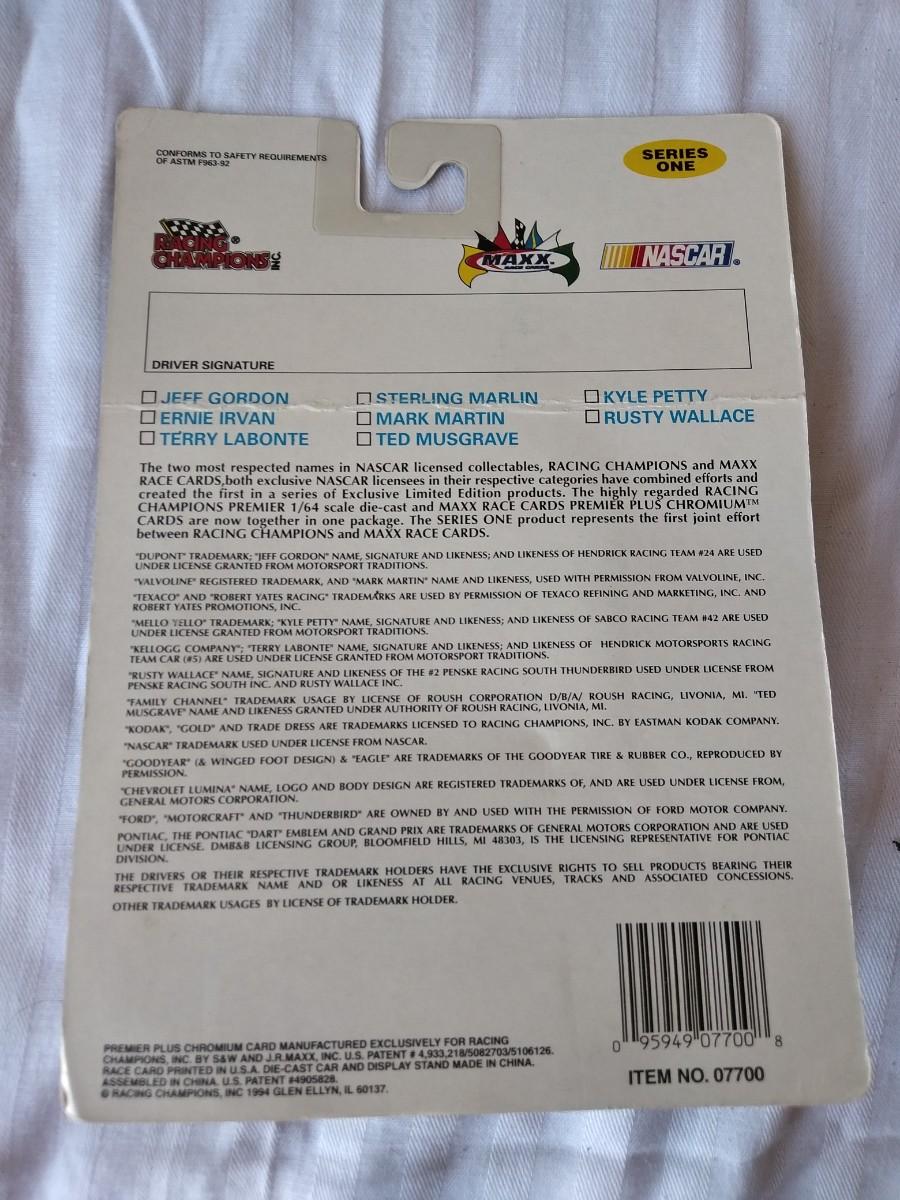 CONFORMS TO SAFETY REQUIREMENTS
OF ASTM F963-92
SERIES
ONE
RACING ®
CHAMPIONS INC
MAXX.
RACE CARDS
NASCAR®
DRIVER SIGNATURE
☐ JEFF GORDON ☐ STERLING MARLIN ☐ KYLE PETTY
☐ ERNIE IRVAN ☐ MARK MARTIN ☐ RUSTY WALLACE
☐ TERRY LABONTE ☐ TED MUSGRAVE
The two most respected names in NASCAR licensed collectables, RACING CHAMPIONS and MAXX
RACE CARDS,both exclusive NASCAR licensees in their respective categories have combined efforts and
created the first in a series of Exclusive Limited Edition products. The highly regarded RACING
CHAMPIONS PREMIER 1/64 scale die-cast and MAXX RACE CARDS PREMIER PLUS CHROMIUM™
CARDS are now together in one package. The SERIES ONE product represents the first joint effort
between RACING CHAMPIONS and MAXX RACE CARDS.
"DUPONT" TRADEMARK; "JEFF GORDON" NAME, SIGNATURE AND LIKENESS; AND LIKENESS OF HENDRICK RACING TEAM #24 ARE USED
UNDER LICENSE GRANTED FROM MOTORSPORT TRADITIONS.
"VALVOLINE" REGISTERED TRADEMARK, AND "MARK MARTIN" NAME AND LIKENESS, USED WITH PERMISSION FROM VALVOLINE, INC.
"TEXACO" AND "ROBERT YATES RACING" TRADEMARKS ARE USED BY PERMISSION OF TEXACO REFINING AND MARKETING, INC. AND
ROBERT YATES PROMOTIONS, INC.
"MELLO YELLO" TRADEMARK; "KYLE PETTY" NAME, SIGNATURE AND LIKENESS; AND LIKENESS OF SABCO RACING TEAM #42 ARE USED
UNDER LICENSE GRANTED FROM MOTORSPORT TRADITIONS.
"KELLOGG COMPANY"; "TERRY LABONTE" NAME, SIGNATURE AND LIKENESS; AND LIKENESS OF HENDRICK MOTORSPORTS RACING
TEAM CAR (#5) ARE USED UNDER LICENSE GRANTED FROM MOTORSPORT TRADITIONS.
"RUSTY WALLACE" NAME, SIGNATURE AND LIKENESS OF THE #2 PENSKE RACING SOUTH THUNDERBIRD USED UNDER LICENSE FROM
PENSKE RACING SOUTH INC. AND RUSTY WALLACE INC.
"FAMILY CHANNEL" TRADEMARK USAGE BY LICENSE OF ROUSH CORPORATION D/B/A/ ROUSH RACING, LIVONIA, MI. "TED
MUSGRAVE" NAME AND LIKENESS GRANTED UNDER AUTHORITY OF ROUSH RACING, LIVONIA, MI.
"KODAK", "GOLD" AND TRADE DRESS ARE TRADEMARKS LICENSED TO RACING CHAMPIONS, INC. BY EASTMAN KODAK COMPANY.
"NASCAR" TRADEMARK USED UNDER LICENSE FROM NASCAR.
"GOODYEAR" (& WINGED FOOT DESIGN) & "EAGLE" ARE TRADEMARKS OF THE GOODYEAR TIRE & RUBBER CO., REPRODUCED BY
PERMISSION.
"CHEVROLET LUMINA" NAME, LOGO AND BODY DESIGN ARE REGISTERED TRADEMARKS OF, AND ARE USED UNDER LICENSE FROM,
GENERAL MOTORS CORPORATION.
"FORD", "MOTORCRAFT" AND "THUNDERBIRD" ARE OWNED BY AND USED WITH THE PERMISSION OF FORD MOTOR COMPANY.
PONTIAC, THE PONTIAC "DART" EMBLEM AND GRAND PRIX ARE TRADEMARKS OF GENERAL MOTORS CORPORATION AND ARE USED
UNDER LICENSE. DMB&B LICENSING GROUP, BLOOMFIELD HILLS, MI 48303, IS THE LICENSING REPRESENTATIVE FOR PONTIAC
DIVISION.
THE DRIVERS OR THEIR RESPECTIVE TRADEMARK HOLDERS HAVE THE EXCLUSIVE RIGHTS TO SELL PRODUCTS BEARING THEIR
RESPECTIVE TRADEMARK NAME AND OR LIKENESS AT ALL RACING VENUES, TRACKS AND ASSOCIATED CONCESSIONS.
OTHER TRADEMARK USAGES BY LICENSE OF TRADEMARK HOLDER.
PREMIER PLUS CHROMIUM CARD MANUFACTURED EXCLUSIVELY FOR RACING
CHAMPIONS, INC. BY S&W AND J.R.MAXX, INC. U.S. PATENT # 4,933,218/5082703/5106126.
RACE CARD PRINTED IN U.S.A. DIE-CAST CAR AND DISPLAY STAND MADE IN CHINA.
ASSEMBLED IN CHINA. U.S. PATENT #4905828.
© RACING CHAMPIONS, INC 1994 GLEN ELLYN, IL 60137.
0 95949 07700 8
ITEM NO. 07700